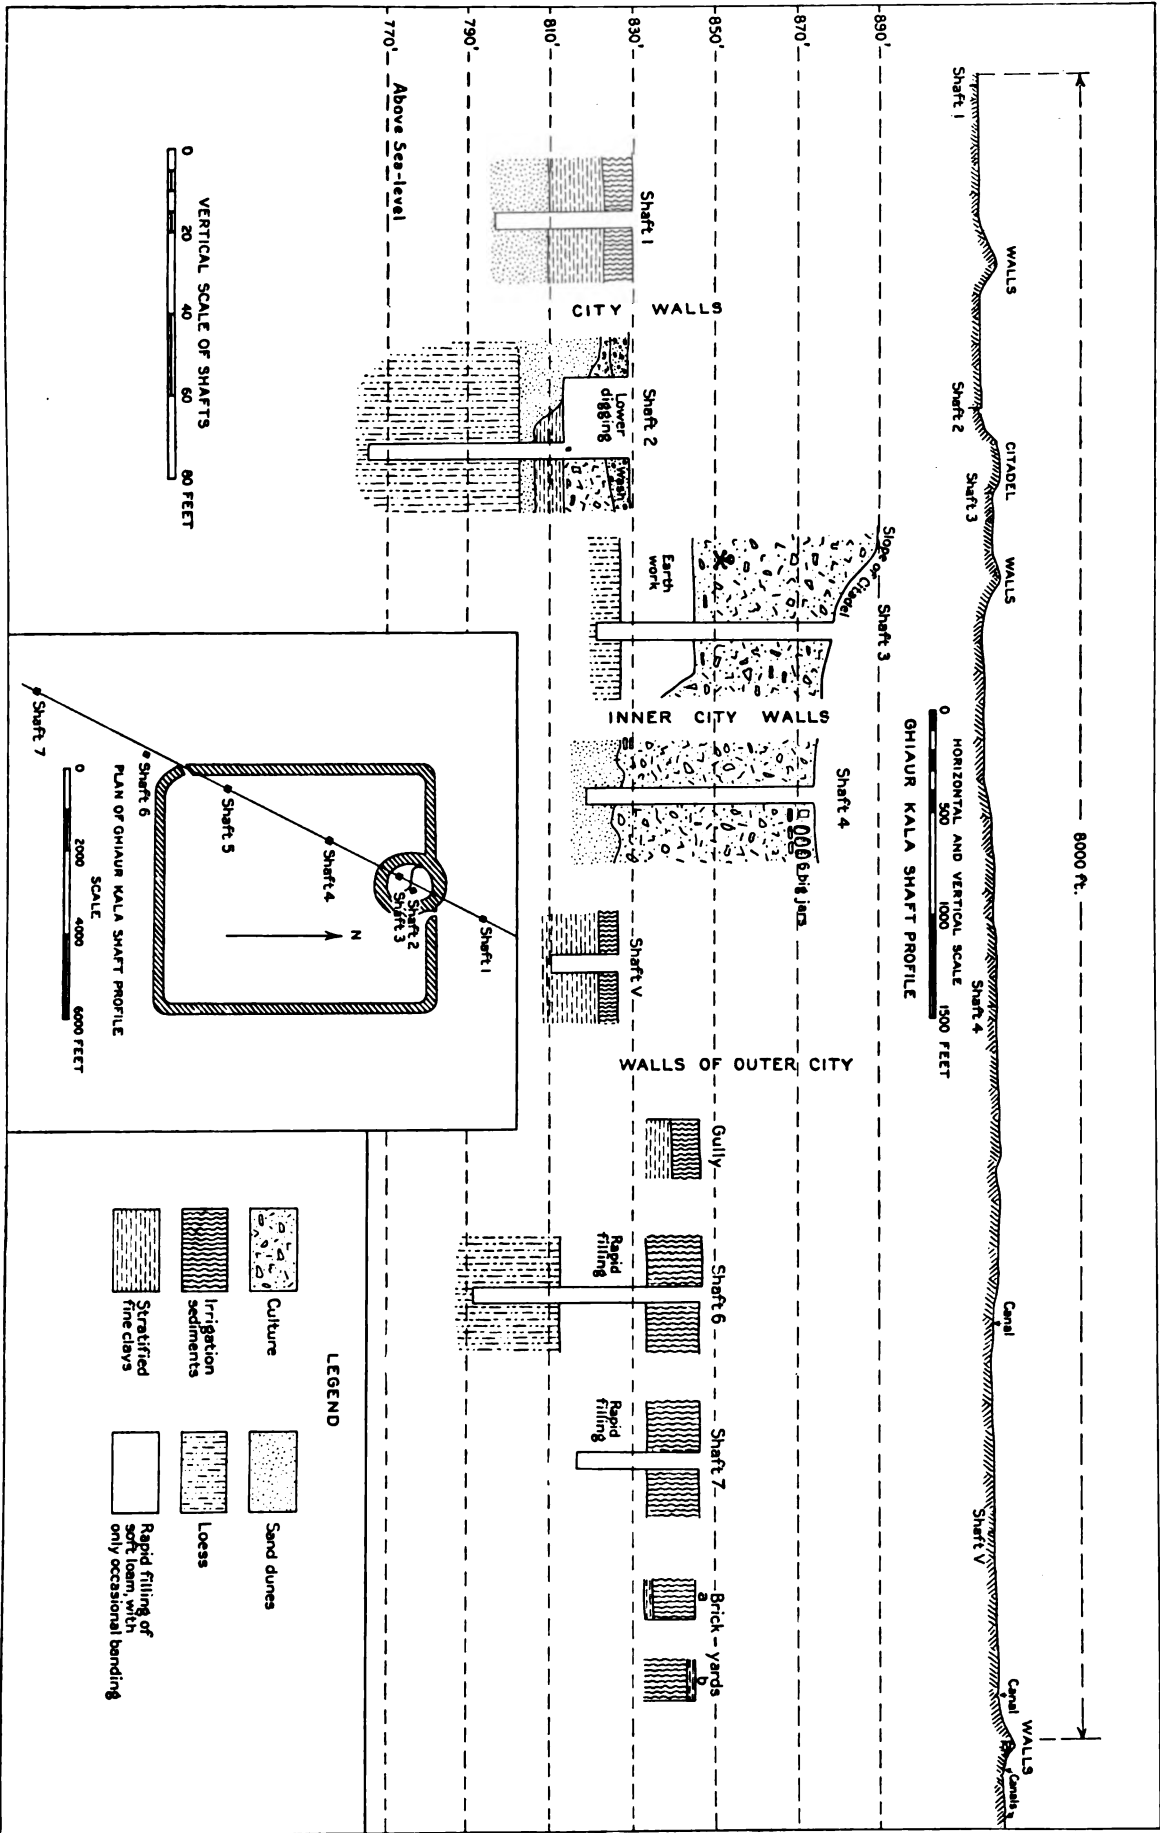 8000 ft.
Shaft 1
WALLS
Shaft 2
CITADEL
Shaft 3
WALLS
Shaft 4
Canal
Shaft V
Canal
WALLS
Canals
HORIZONTAL AND VERTICAL SCALE
0 500 1000 1500 FEET
GHIAUR KALA SHAFT PROFILE
890'
870'
850'
830'
810'
790'
770'
Above Sea-level
Shaft 1
CITY WALLS
Shaft 2
Lower
digging
Wash
Slope of Citadel
Shaft 3
Earth
work
INNER CITY WALLS
Shaft 4
6 big jars
Shaft V
WALLS OF OUTER CITY
Gully
Shaft 6
Rapid
filling
Shaft 7
Rapid
filling
Brick-yards
a b
0 20 40 60 80 FEET
VERTICAL SCALE OF SHAFTS
Shaft 1
Shaft 2
Shaft 3
Shaft 4
Shaft 5
Shaft 6
Shaft 7
N
SCALE
0 2000 4000 6000 FEET
PLAN OF GHIAUR KALA SHAFT PROFILE
LEGEND
Culture
Irrigation
sediments
Stratified
fine clays
Sand dunes
Loess
Rapid filling of
soft loam, with
only occasional banding